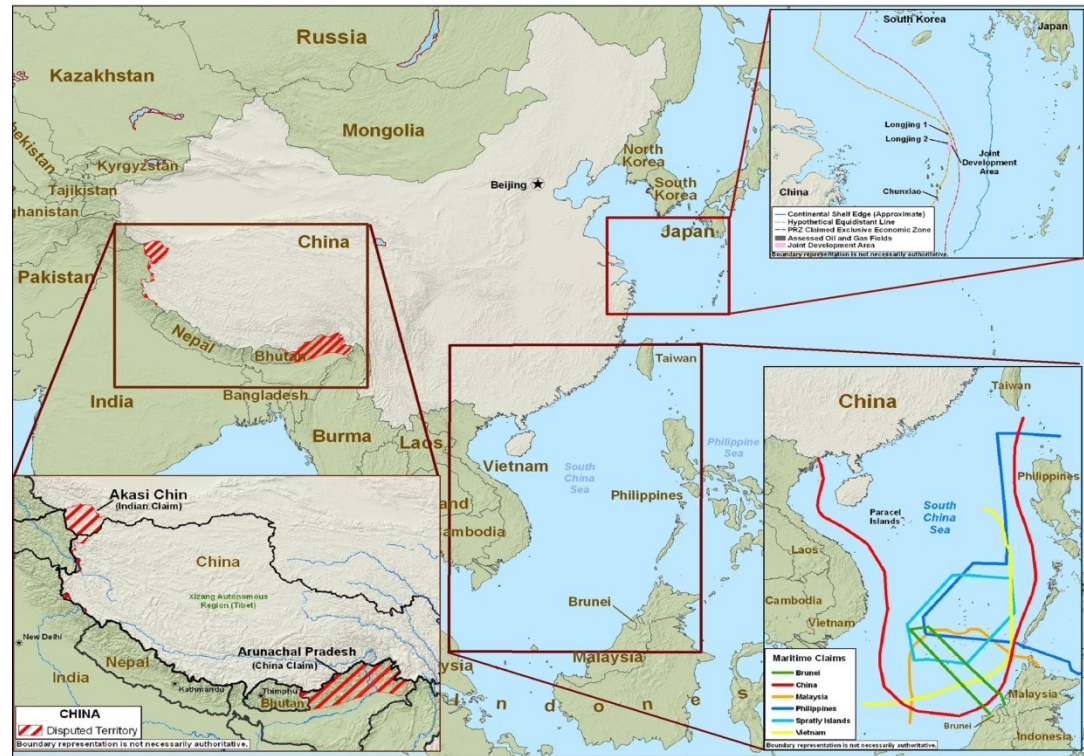 Russia
Kazakhstan
Mongolia
Kyrgyzstan
Tajikistan
Pakistan
North
Korea
South
Korea
Beijing
Japan
China
Nepal
Bhutan
India
Bangladesh
Burma
Laos
Vietnam
Taiwan
South
China
Sea
Philippine
Sea
Philippines
Brunei
Malaysia
South Korea
Japan
Longjing 1
Longjing 2
Joint
Development
Area
China
Chunxiao
Continental Shelf Edge (Approximate)
Hypothetical Equidistant Line
PRZ Claimed Exclusive Economic Zone
Assessed Oil and Gas Fields
Joint Development Area
Boundary representation is not necessarily authoritative.
Akasi Chin
(Indian Claim)
China
Xizang Autonomous
Region (Tibet)
New Delhi
Arunachal Pradesh
(China Claim)
Nepal
India
Kathmandu
Thimphu
Bhutan
CHINA
Disputed Territory
Boundary representation is not necessarily authoritative.
Taiwan
China
Philippines
South
China
Sea
Paracel
Islands
Laos
Cambodia
Vietnam
Maritime Claims
Brunei
China
Malaysia
Philippines
Spratly Islands
Vietnam
Malaysia
Brunei
Indonesia
Boundary representation is not necessarily authoritative.